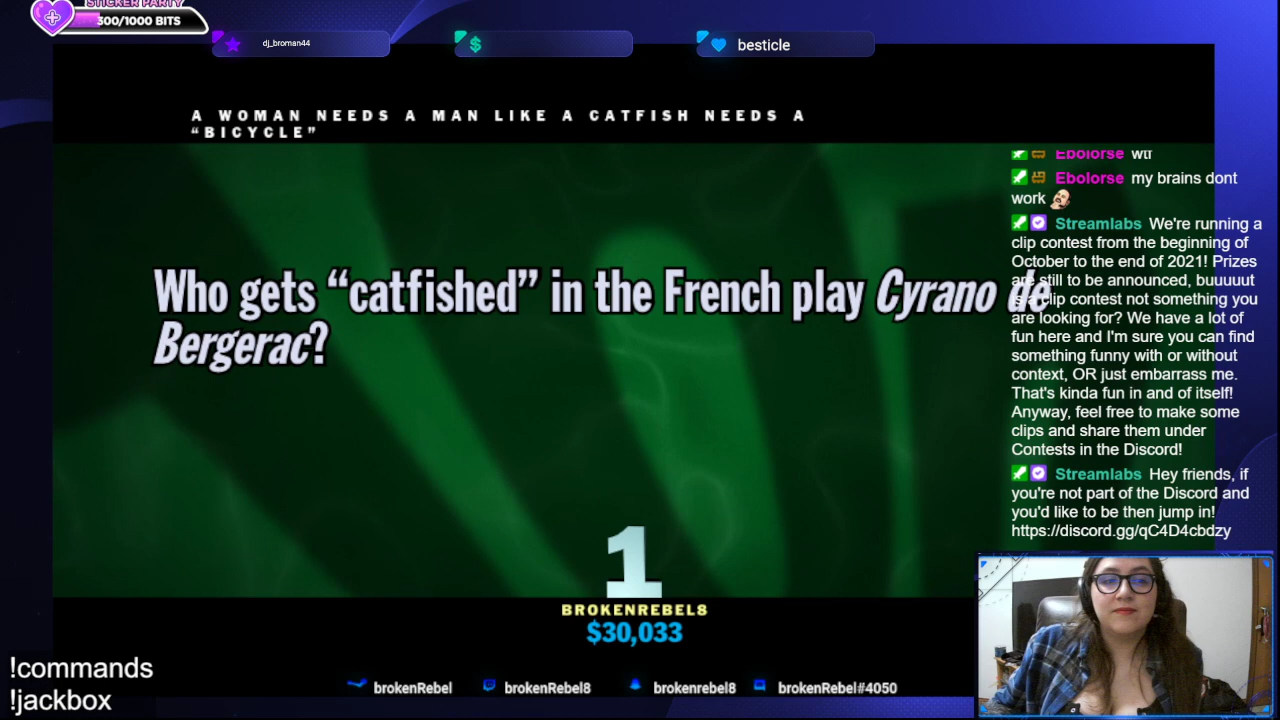 STICKER PARTY
300/1000 BITS
dj_broman44
besticle
A WOMAN NEEDS A MAN LIKE A CATFISH NEEDS A
“BICYCLE”
Who gets “catfished” in the French play Cyrano de
Bergerac?
1
BROKENREBEL8
$30,033
Ebolorse wtf
Ebolorse my brains dont
work
Streamlabs We're running a
clip contest from the beginning of
October to the end of 2021! Prizes
are still to be announced, buuuuut
is a clip contest not something you
are looking for? We have a lot of
fun here and I'm sure you can find
something funny with or without
context, OR just embarrass me.
That's kinda fun in and of itself!
Anyway, feel free to make some
clips and share them under
Contests in the Discord!
Streamlabs Hey friends, if
you're not part of the Discord and
you'd like to be then jump in!
https://discord.gg/qC4D4cbdzy
!commands
!jackbox
brokenRebel brokenRebel8 brokenrebel8 brokenRebel#4050